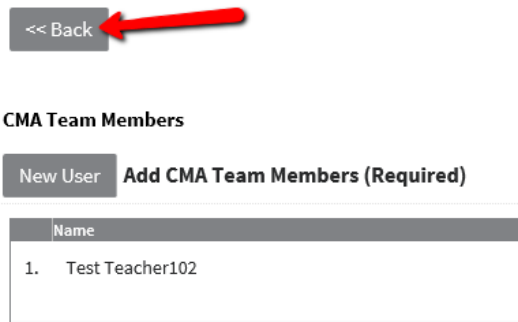 << Back
CMA Team Members
New User Add CMA Team Members (Required)
Name
1. Test Teacher102